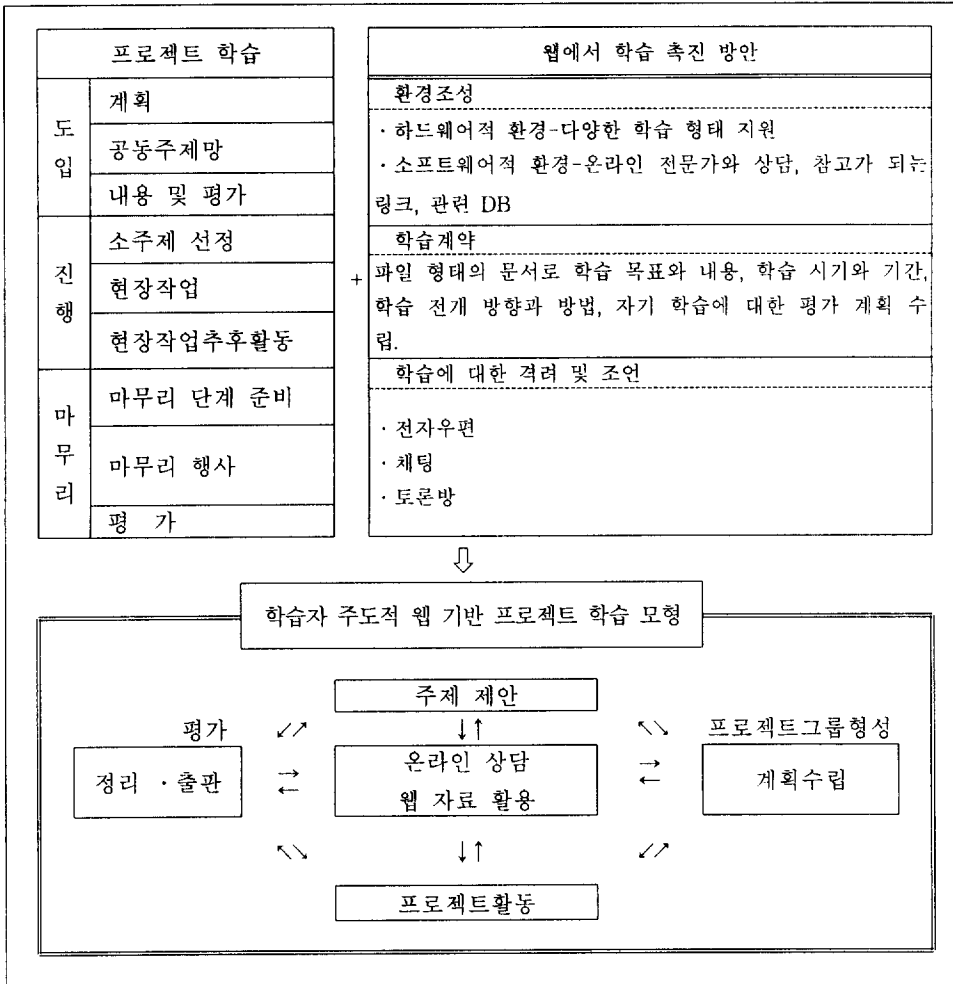 프로젝트 학습
도입
계획
공동주제망
내용 및 평가
진행
소주제 선정
현장작업
현장작업추후활동
마무리
마무리 단계 준비
마무리 행사
평 가
+
웹에서 학습 촉진 방안
환경조성
· 하드웨어적 환경-다양한 학습 형태 지원
· 소프트웨어적 환경-온라인 전문가와 상담, 참고가 되는
링크, 관련 DB
학습계약
파일 형태의 문서로 학습 목표와 내용, 학습 시기와 기간,
학습 전개 방향과 방법, 자기 학습에 대한 평가 계획 수
립.
학습에 대한 격려 및 조언
· 전자우편
· 채팅
· 토론방
⇩
학습자 주도적 웹 기반 프로젝트 학습 모형
주제 제안
평가 ↙↗ ↓↑ ↖↘ 프로젝트그룹형성
정리 · 출판 →← 온라인 상담 →← 계획수립
웹 자료 활용
↖↘ ↓↑ ↙↗
프로젝트활동